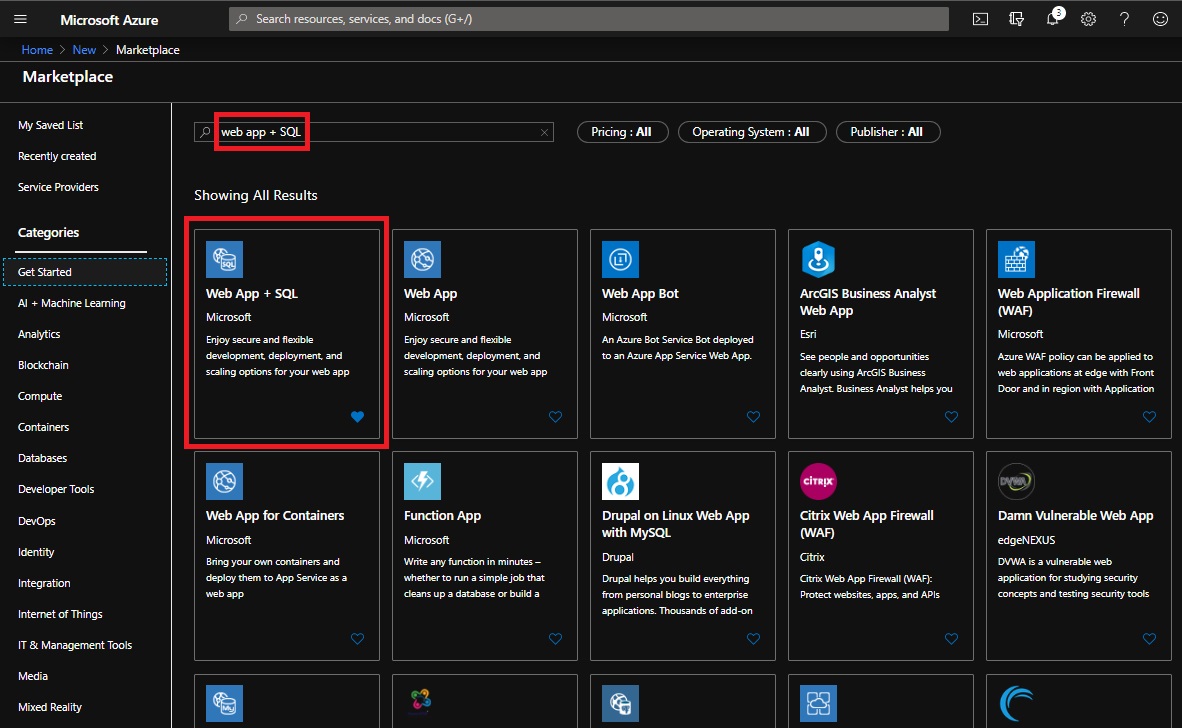 Microsoft Azure
Search resources, services, and docs (G+/)
3
Home > New > Marketplace
Marketplace
My Saved List
Recently created
Service Providers
Categories
Get Started
AI + Machine Learning
Analytics
Blockchain
Compute
Containers
Databases
Developer Tools
DevOps
Identity
Integration
Internet of Things
IT & Management Tools
Media
Mixed Reality
web app + SQL
Pricing : All
Operating System : All
Publisher : All
Showing All Results
SQL
Web App + SQL
Microsoft
Enjoy secure and flexible
development, deployment, and
scaling options for your web app
Web App
Microsoft
Enjoy secure and flexible
development, deployment, and
scaling options for your web app
Web App Bot
Microsoft
An Azure Bot Service Bot deployed
to an Azure App Service Web App.
ArcGIS Business Analyst
Web App
Esri
See people and opportunities
clearly using ArcGIS Business
Analyst. Business Analyst helps you
Web Application Firewall
(WAF)
Microsoft
Azure WAF policy can be applied to
web applications at edge with Front
Door and in region with Application
Web App for Containers
Microsoft
Bring your own containers and
deploy them to App Service as a
web app
Function App
Microsoft
Write any function in minutes –
whether to run a simple job that
cleans up a database or build a
Drupal on Linux Web App
with MySQL
Drupal
Drupal helps you build everything
from personal blogs to enterprise
applications. Thousands of add-on
CITRIX
Citrix Web App Firewall
(WAF)
Citrix
Citrix Web App Firewall (WAF):
Protect websites, apps, and APIs
DVWA
Damn Vulnerable Web App
edgeNEXUS
DVWA is a vulnerable web
application for studying security
concepts and testing security tools
My